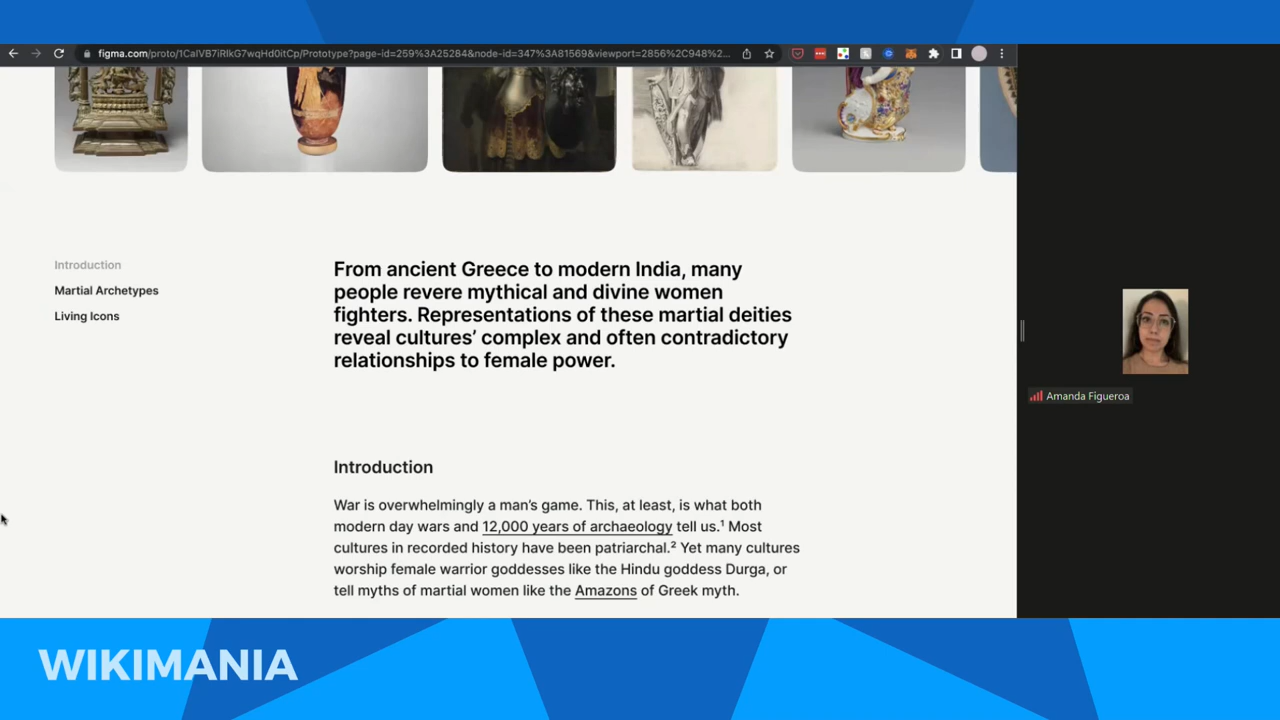 figma.com/proto/1CaIVB7iRIkG7wqHd0itCp/Prototype?page-id=259%3A25284&node-id=347%3A81569&viewport=2856%2C948%2...
Introduction
Martial Archetypes
Living Icons
From ancient Greece to modern India, many
people revere mythical and divine women
fighters. Representations of these martial deities
reveal cultures’ complex and often contradictory
relationships to female power.
Introduction
War is overwhelmingly a man’s game. This, at least, is what both
modern day wars and 12,000 years of archaeology tell us.¹ Most
cultures in recorded history have been patriarchal.² Yet many cultures
worship female warrior goddesses like the Hindu goddess Durga, or
tell myths of martial women like the Amazons of Greek myth.
Amanda Figueroa
WIKIMANIA